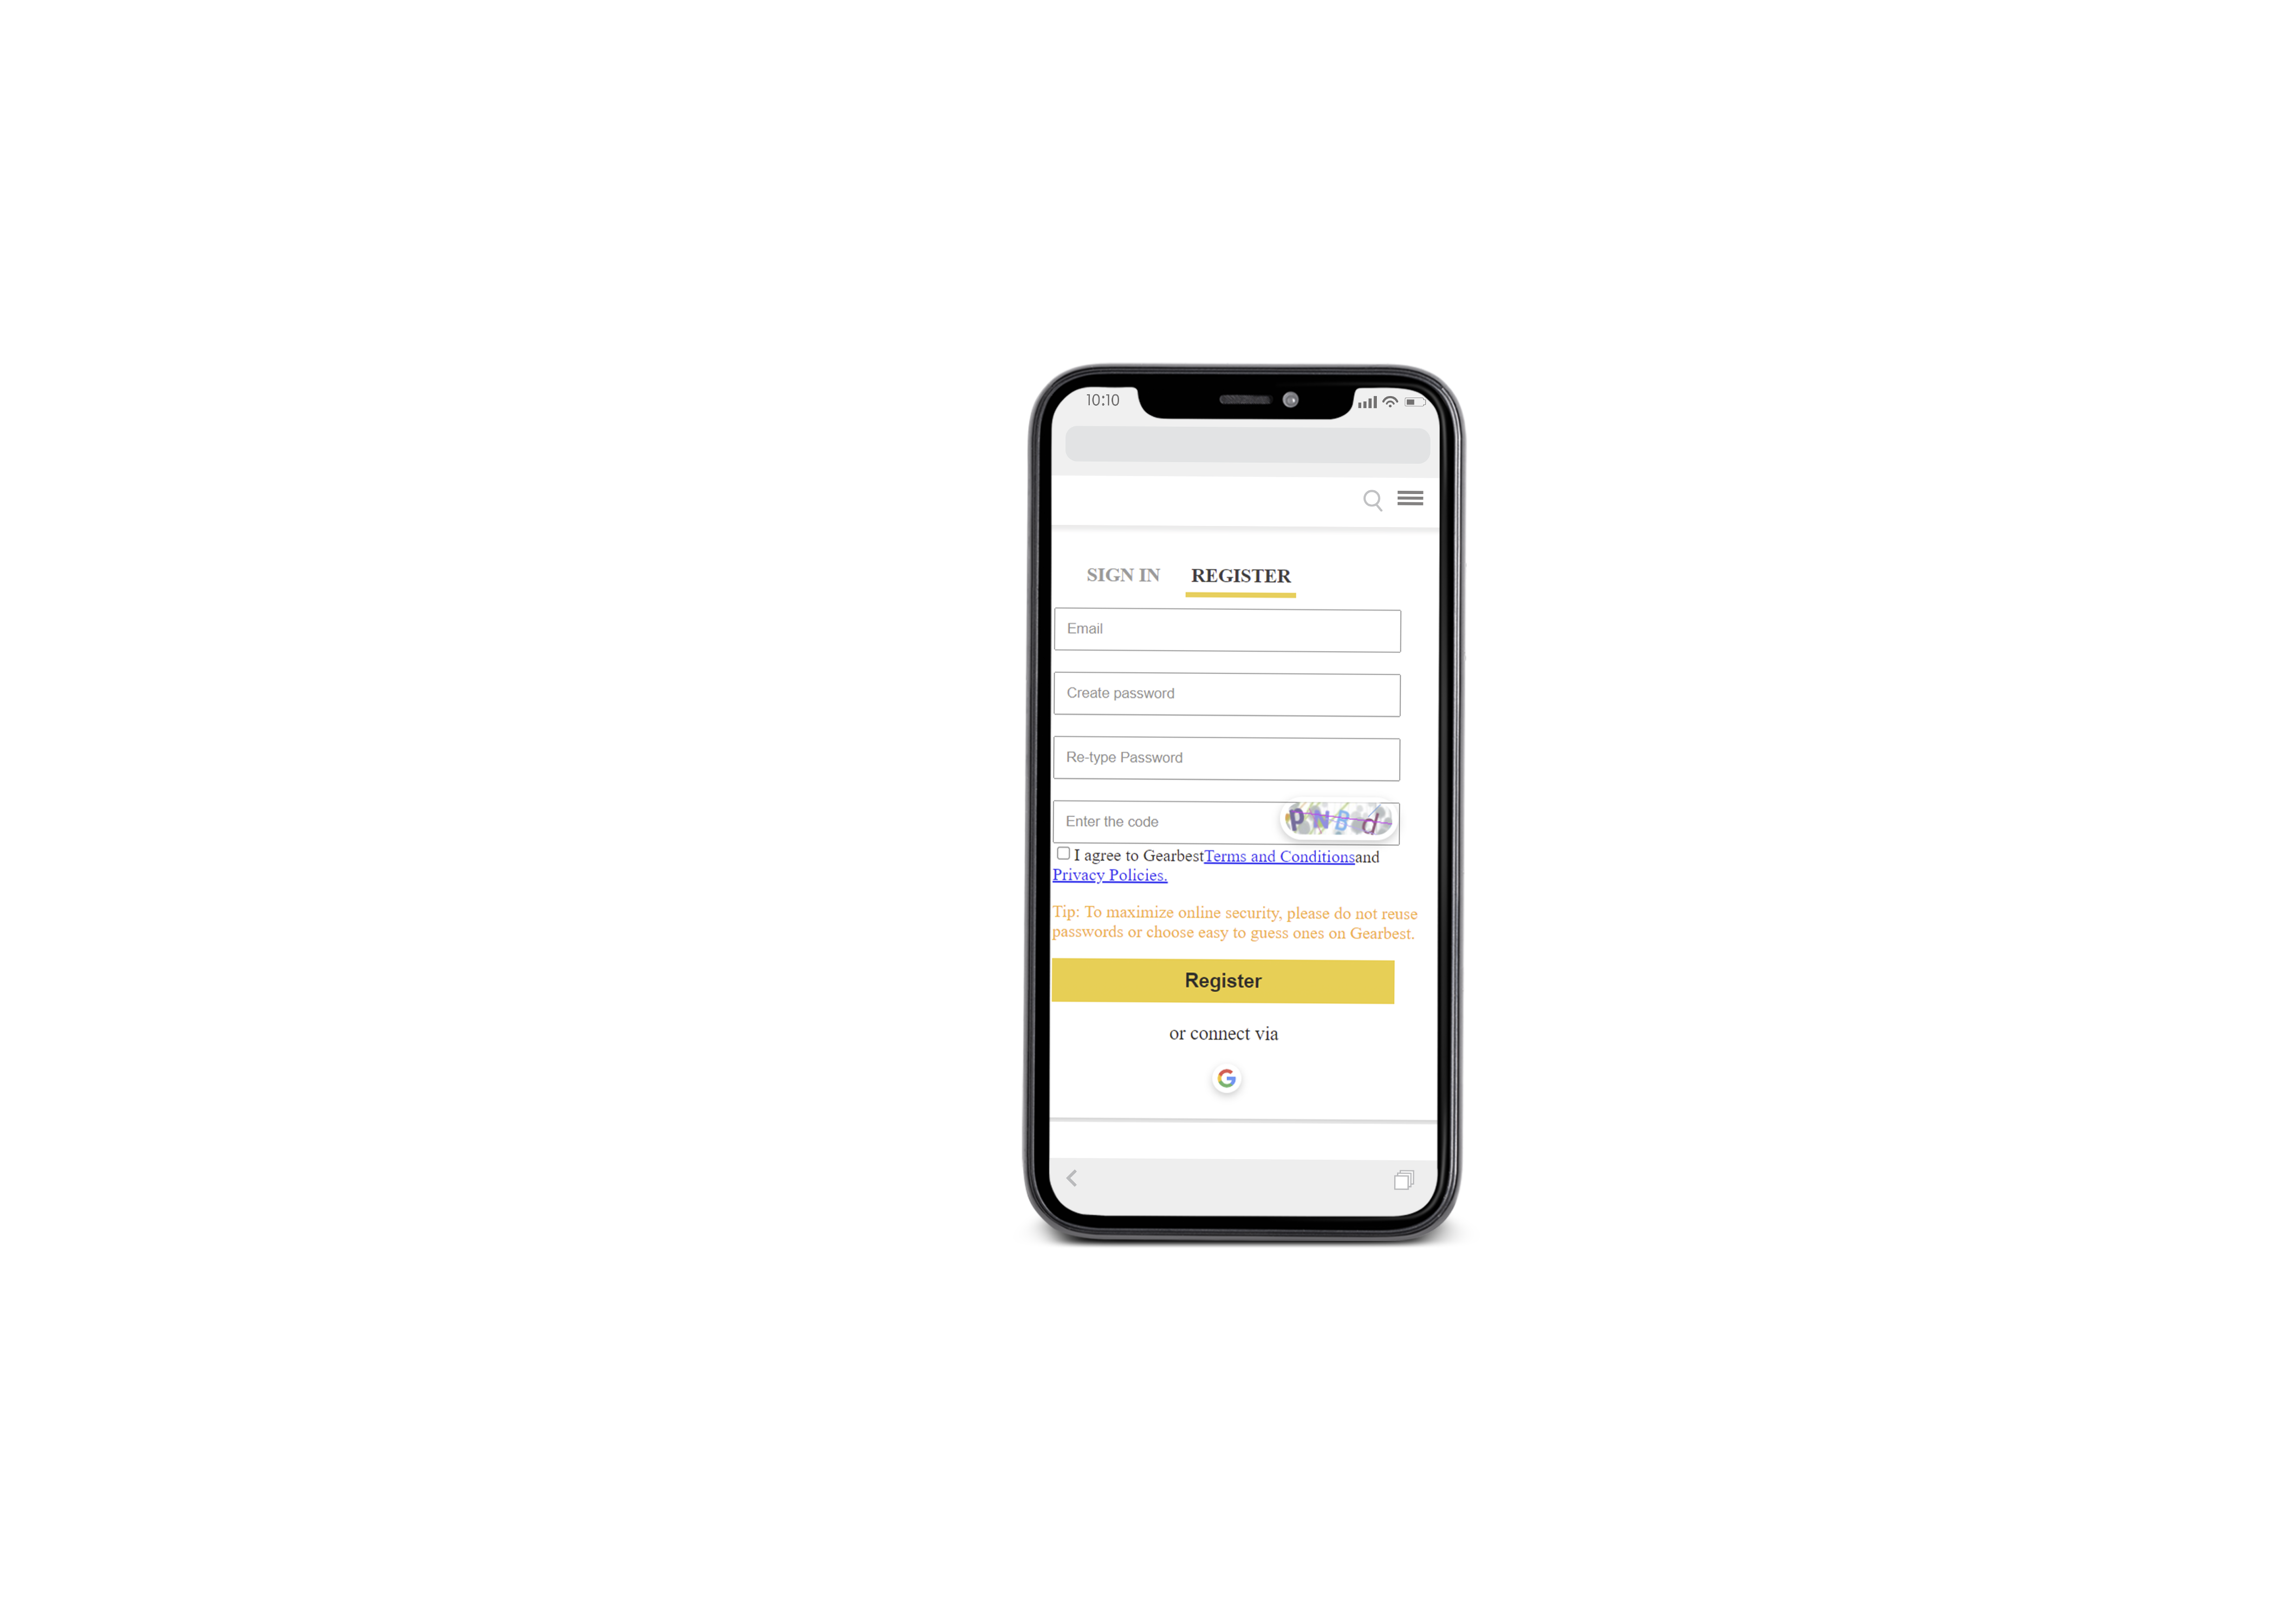 10:10
SIGN IN REGISTER
Email
Create password
Re-type Password
Enter the code PNBd
I agree to GearbestTerms and Conditionsand
Privacy Policies.
Tip: To maximize online security, please do not reuse
passwords or choose easy to guess ones on Gearbest.
Register
or connect via
G